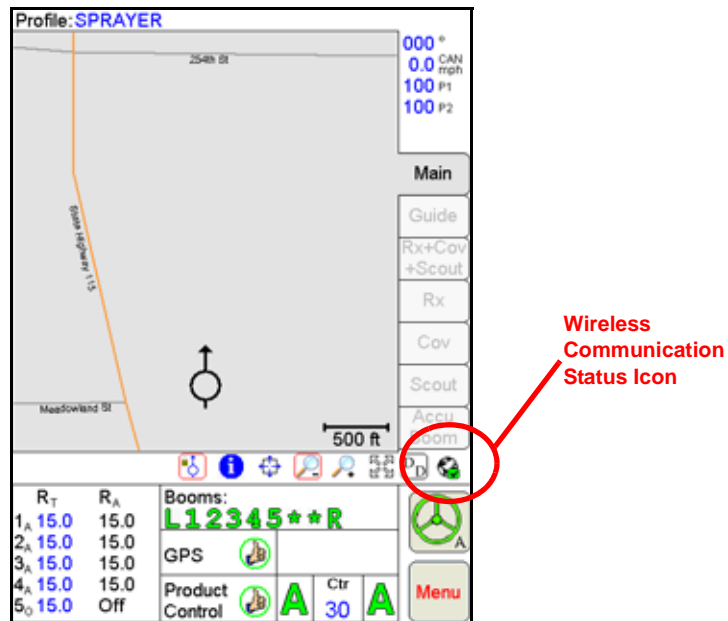 Profile: SPRAYER
000 °
0.0 CAN mph
100 P1
100 P2
254th St
Main
Guide
Rx+Cov
+Scout
Rx
Cov
Scout
Accu
Boom
State Highway 115
Meadowland St
500 ft
Wireless
Communication
Status Icon
i
D D
RT RA
1A 15.0 15.0
2A 15.0 15.0
3A 15.0 15.0
4A 15.0 15.0
5O 15.0 Off
Booms:
L12345**R
GPS
Product
Control
A
Ctr
30
A
A
Menu